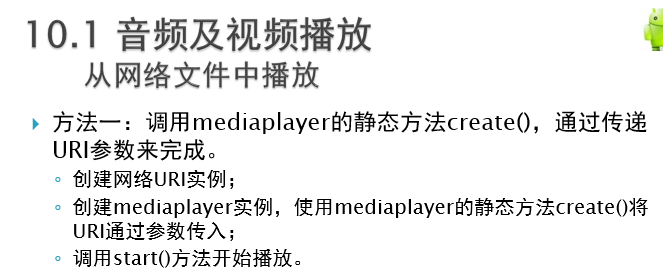 10.1 音频及视频播放
从网络文件中播放
方法一：调用mediaplayer的静态方法create()，通过传递
URI参数来完成。
创建网络URI实例；
创建mediaplayer实例，使用mediaplayer的静态方法create()将
URI通过参数传入；
调用start()方法开始播放。